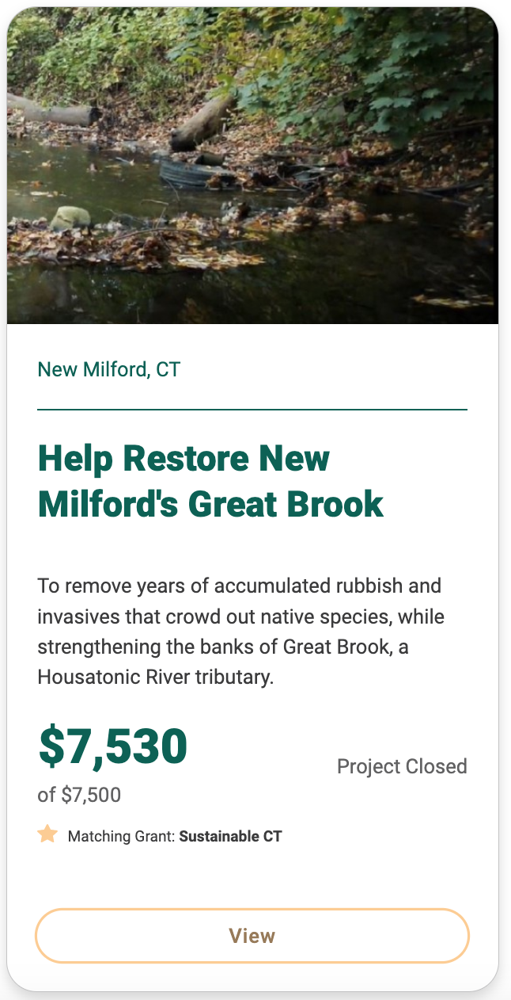 New Milford, CT
Help Restore New
Milford's Great Brook
To remove years of accumulated rubbish and
invasives that crowd out native species, while
strengthening the banks of Great Brook, a
Housatonic River tributary.
$7,530
Project Closed
of $7,500
Matching Grant: Sustainable CT
View